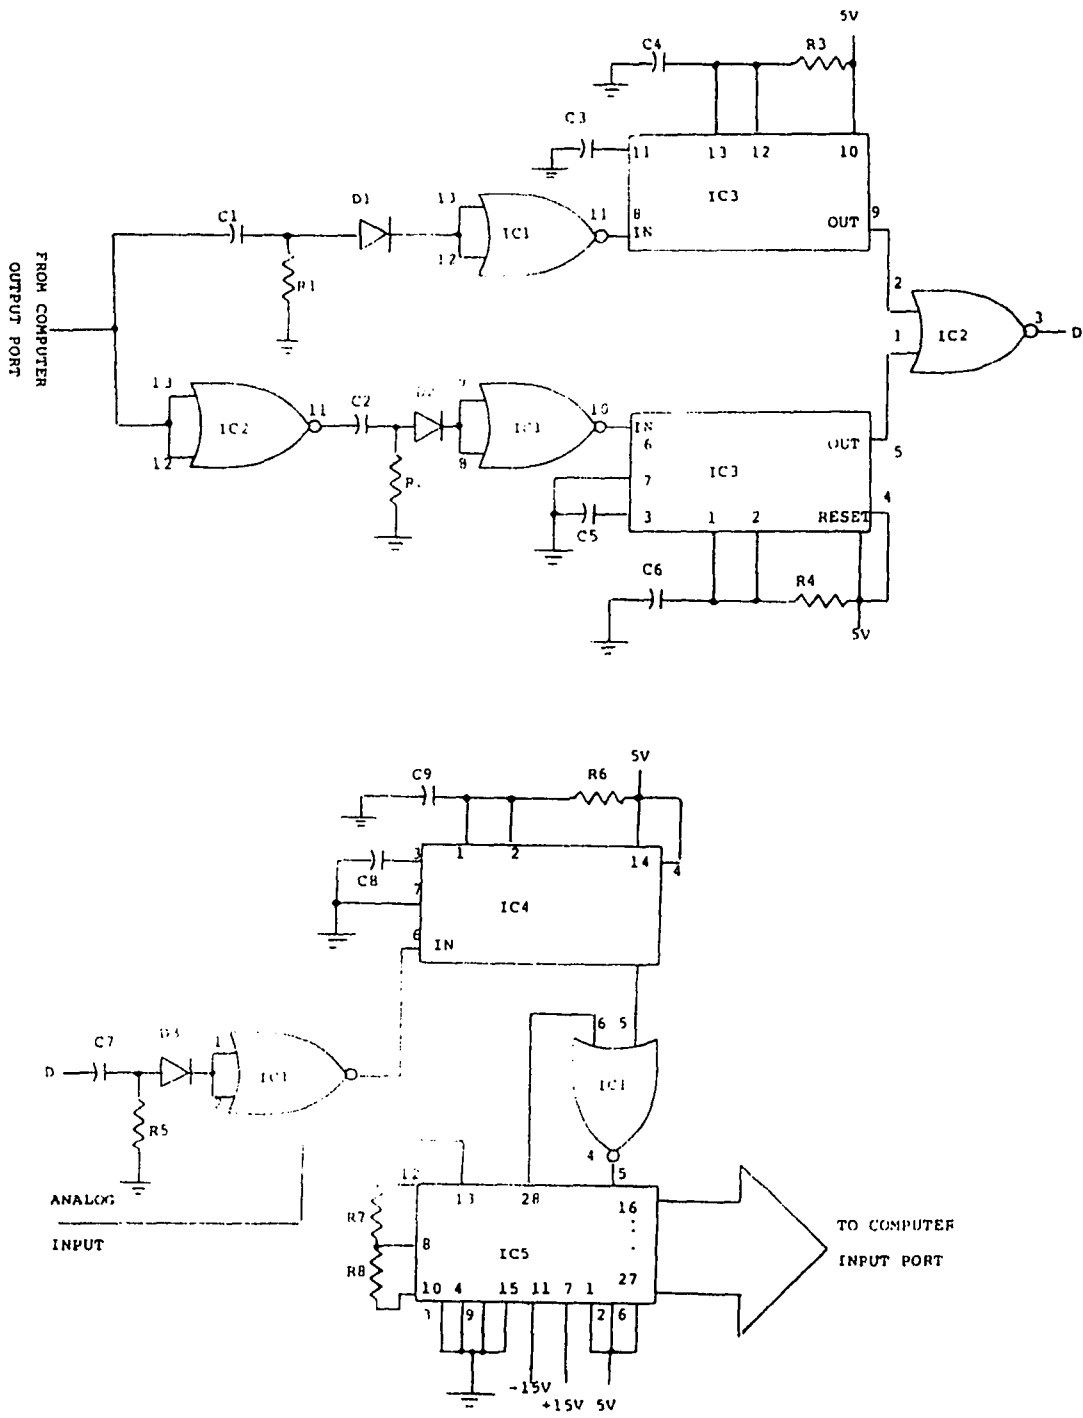 5V
C4
R3
C3
11
13
12
10
IC3
8
IN
OUT
9
C1
D1
13
12
IC1
11
R1
FROM COMPUTER
OUTPUT PORT
2
1
IC2
3
D
13
12
IC2
11
C2
9
8
IC1
10
IN
6
7
3
C5
IC3
OUT
5
4
1
2
RESET
C6
R4
5V
5V
C9
R6
3
1
2
14
4
C8
7
IC4
6
IN
D
C7
D3
1
2
IC1
R5
6
5
IC1
4
5
ANALOG
INPUT
12
13
28
16
R7
8
IC5
R8
27
10
4
15
11
7
1
3
9
2
6
-15V
+15V
5V
TO COMPUTER
INPUT PORT